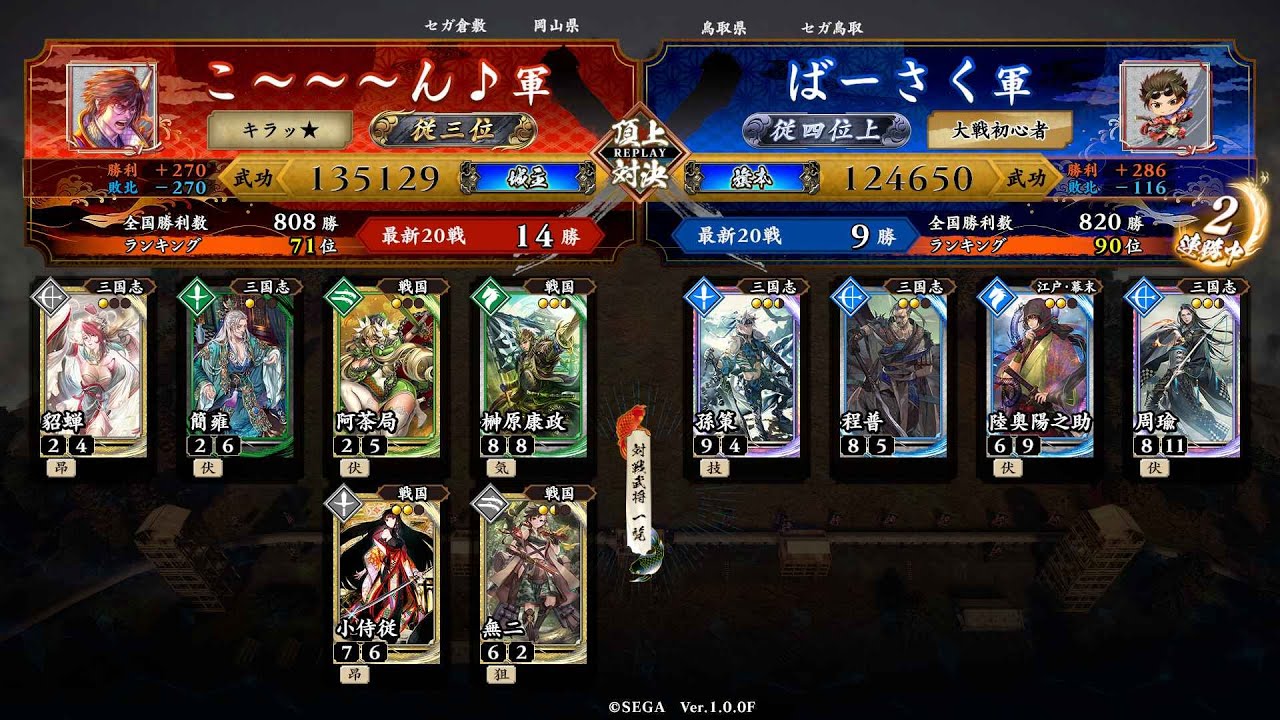 セガ倉敷 岡山県
鳥取県 セガ鳥取
こ〜〜〜ん♪軍
キラッ★ 従三位
勝利 +270
敗北 -270
武功 135129 城主
全国勝利数 808勝
ランキング 71位
最新20戦 14勝
頂上
REPLAY
対決
ばーさく軍
従四位上 大戦初心者
旗本 124650 武功
勝利 +286
敗北 -116
最新20戦 9勝
全国勝利数 820勝
ランキング 90位
2
連勝中
三国志
貂蝉
2 4
昂
三国志
簡雍
2 6
伏
戦国
阿茶局
2 5
伏
戦国
榊原康政
8 8
気
戦国
小侍従
7 6
昂
戦国
無二
6 2
狙
対戦武将一覧
三国志
孫策
9 4
技
三国志
程普
8 5
江戸・幕末
陸奥陽之助
6 9
伏
三国志
周瑜
8 11
伏
©SEGA Ver.1.0.0F